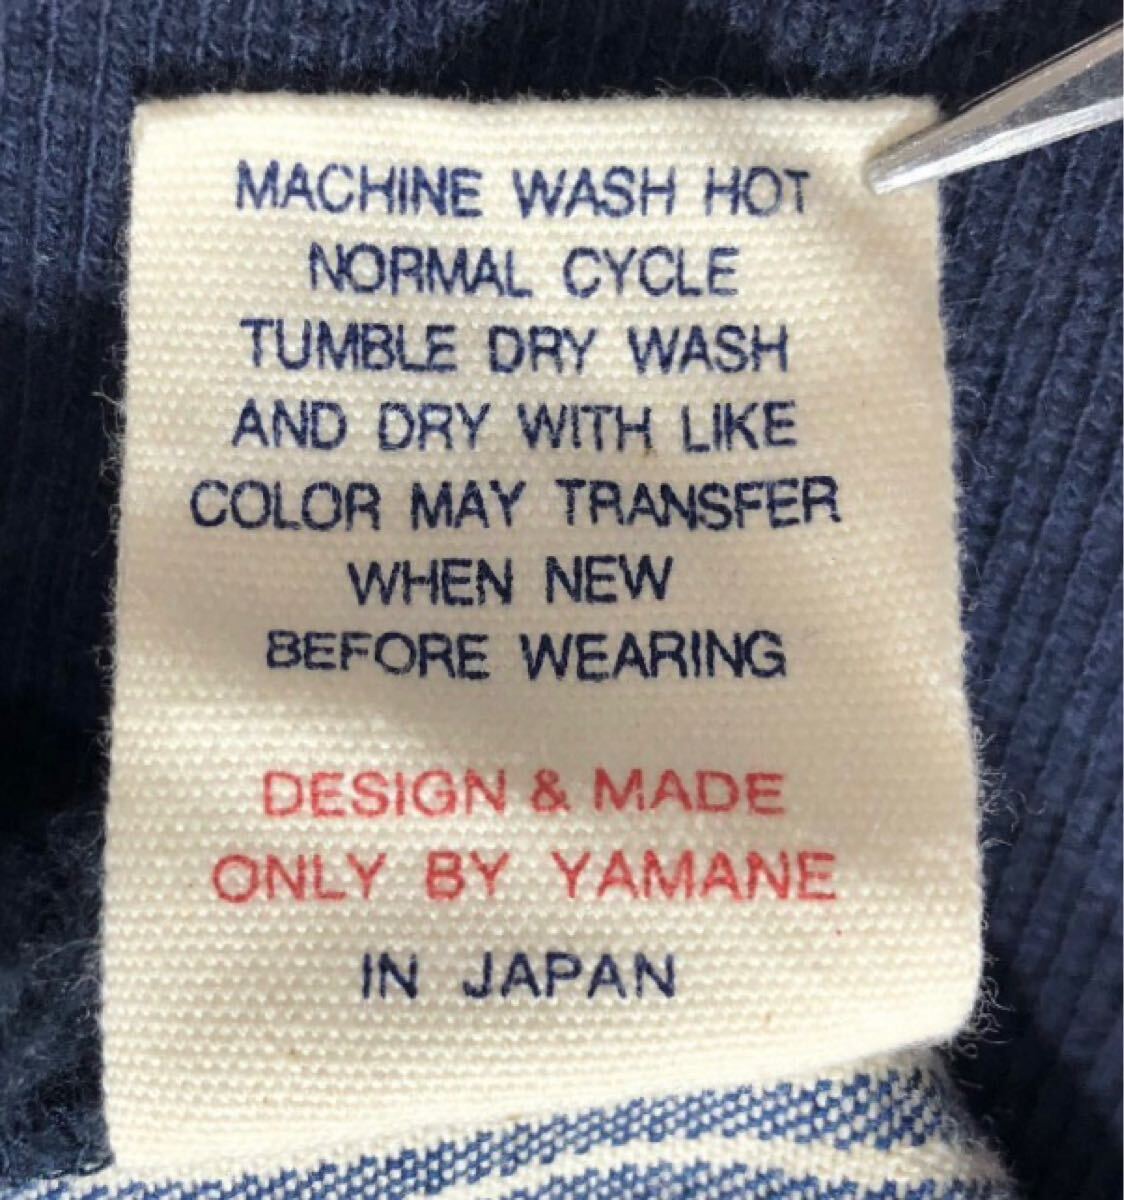 MACHINE WASH HOT
NORMAL CYCLE
TUMBLE DRY WASH
AND DRY WITH LIKE
COLOR MAY TRANSFER
WHEN NEW
BEFORE WEARING
DESIGN & MADE
ONLY BY YAMANE
IN JAPAN